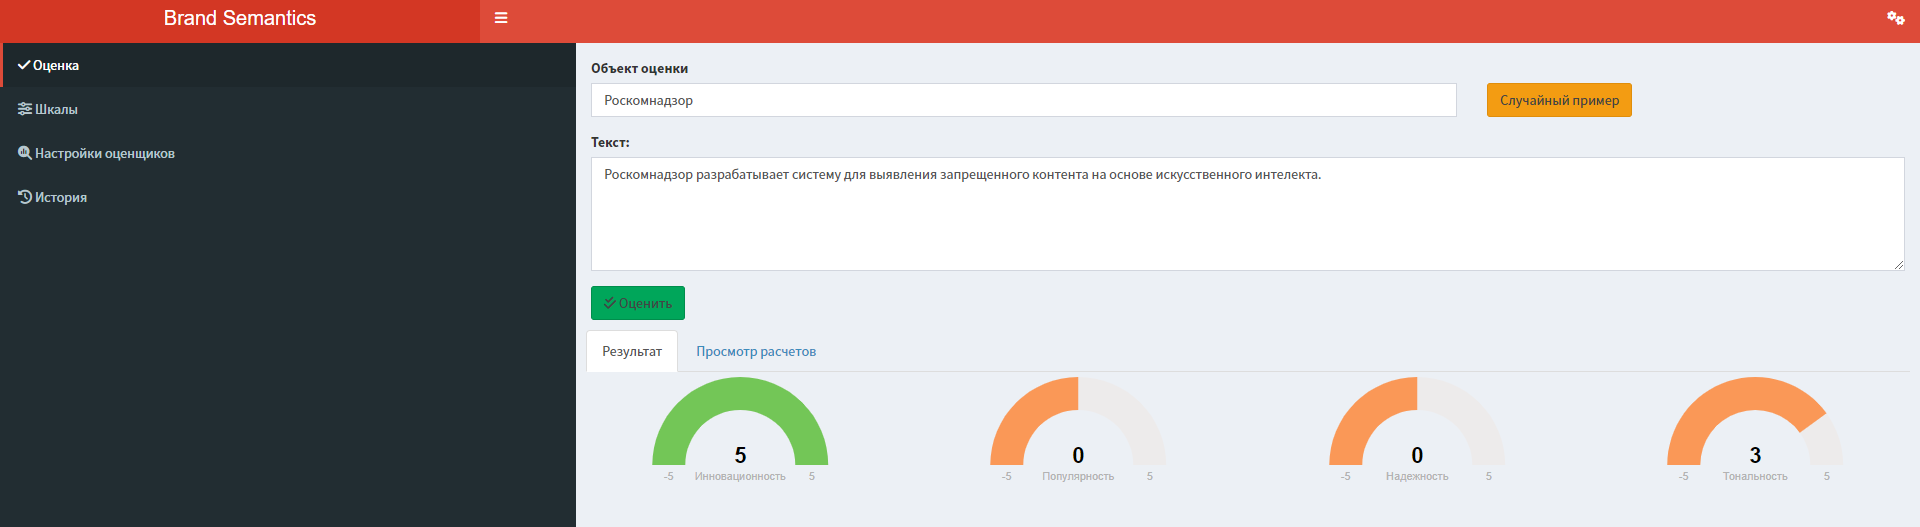 Brand Semantics
Оценка
Шкалы
Настройки оценщиков
История
Объект оценки
Роскомнадзор
Случайный пример
Текст:
Роскомнадзор разрабатывает систему для выявления запрещенного контента на основе искусственного интелекта.
Оценить
Результат
Просмотр расчетов
5
-5 Инновационность 5
0
-5 Популярность 5
0
-5 Надежность 5
3
-5 Тональность 5